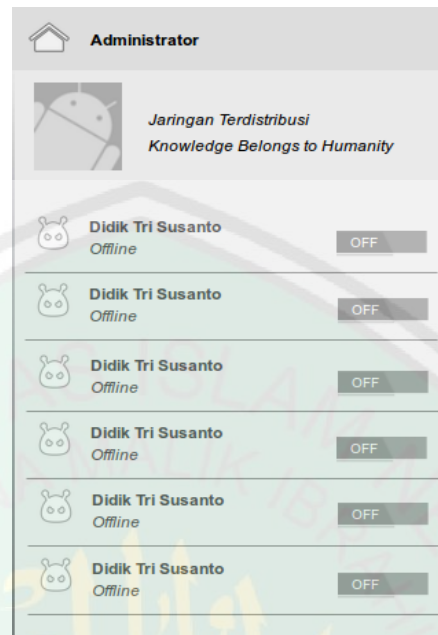 Administrator
Jaringan Terdistribusi
Knowledge Belongs to Humanity
Didik Tri Susanto
Offline
OFF
Didik Tri Susanto
Offline
OFF
Didik Tri Susanto
Offline
OFF
Didik Tri Susanto
Offline
OFF
Didik Tri Susanto
Offline
OFF
Didik Tri Susanto
Offline
OFF